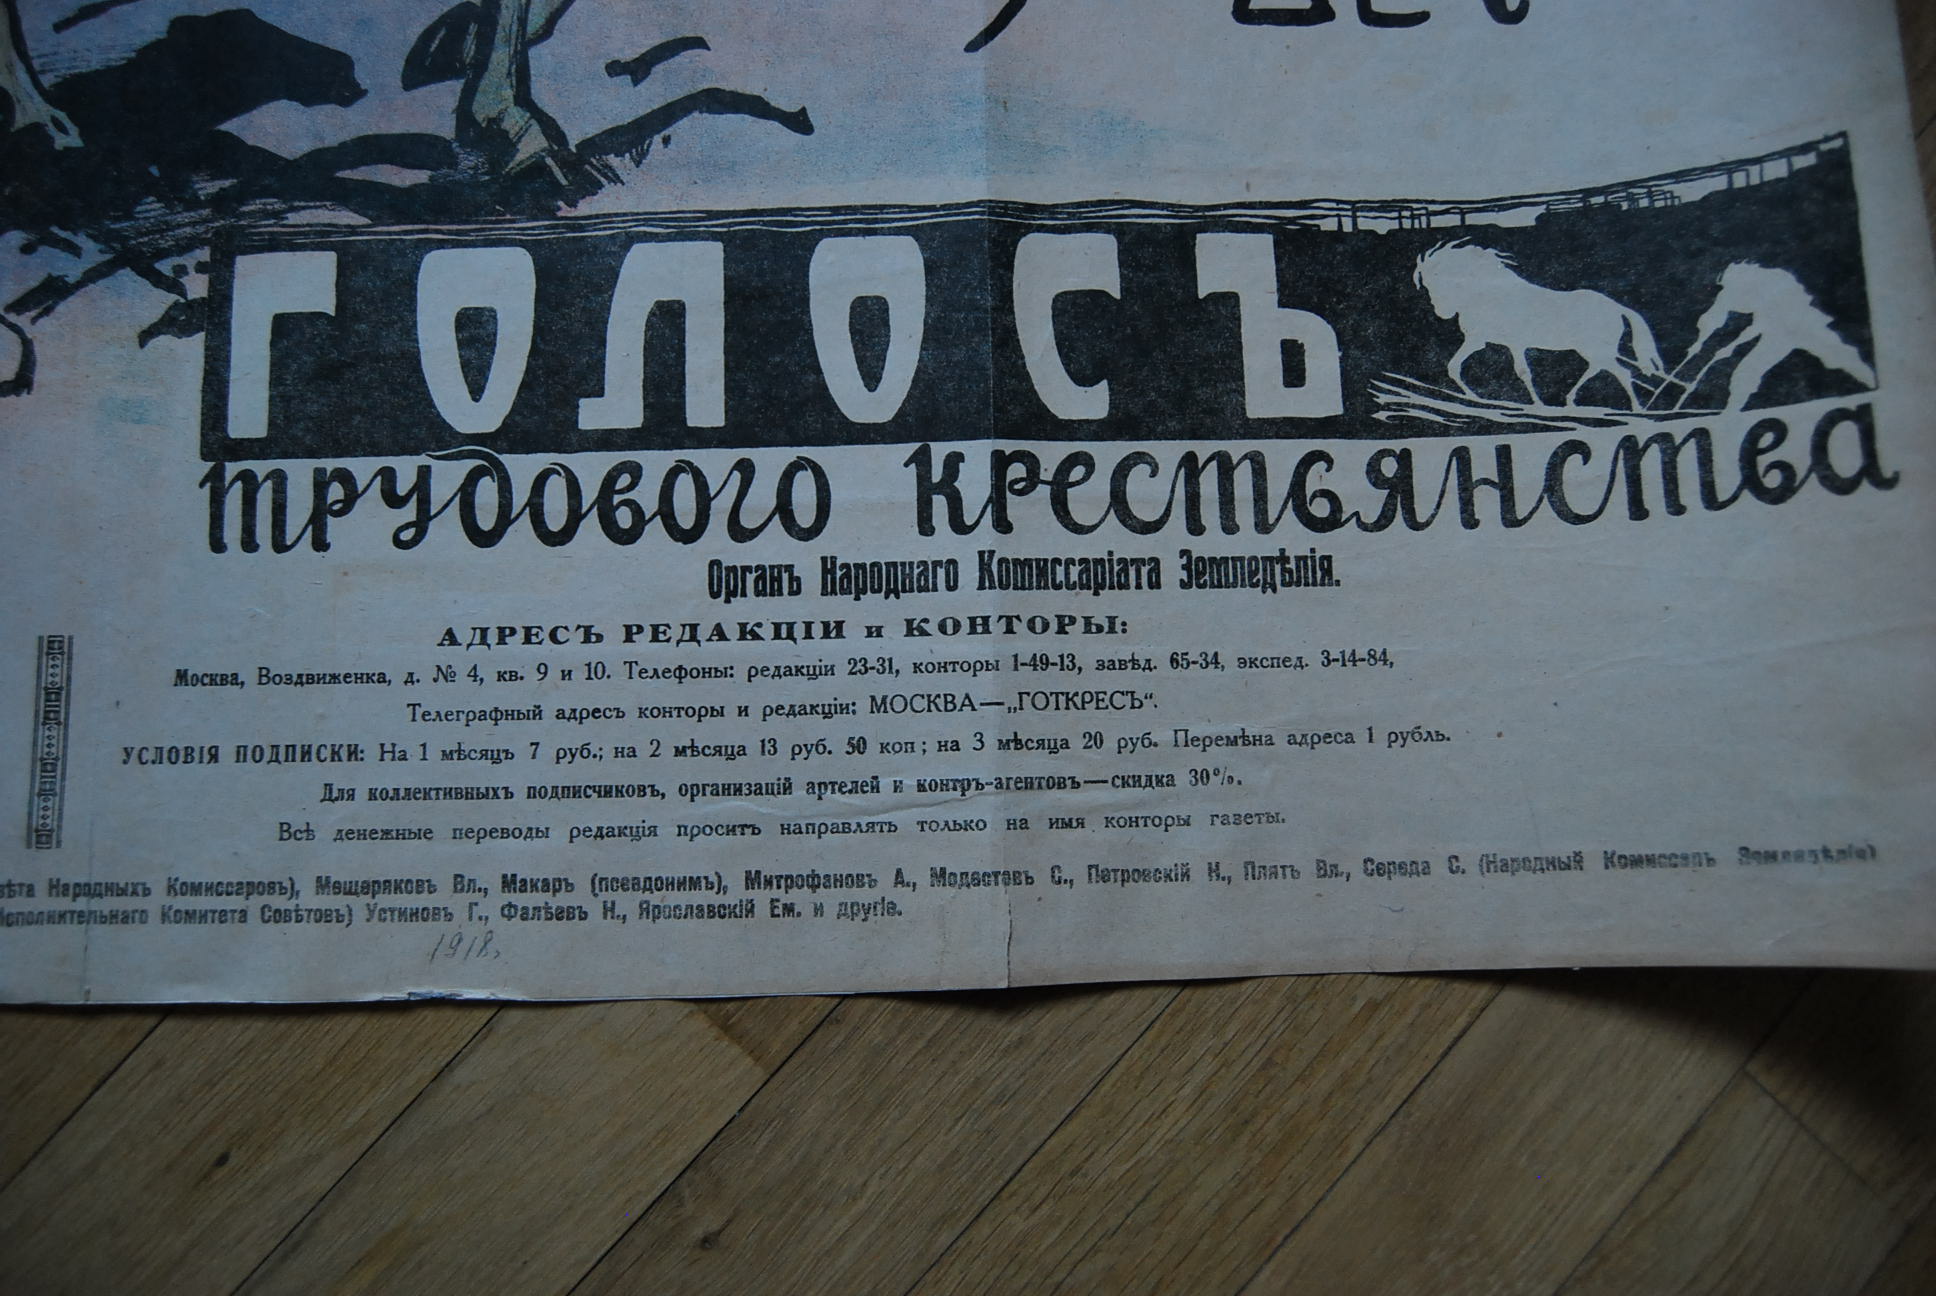 ГОЛОСЪ
трудового крестьянства
Органъ Народнаго Комиссаріата Земледѣлія.
АДРЕСЪ РЕДАКЦІИ и КОНТОРЫ:
Москва, Воздвиженка, д. № 4, кв. 9 и 10. Телефоны: редакціи 23-31, конторы 1-49-13, завѣд. 65-34, экспед. 3-14-84,
Телеграфный адресъ конторы и редакціи: МОСКВА—„ГОТКРЕСЪ“.
УСЛОВІЯ ПОДПИСКИ: На 1 мѣсяцъ 7 руб.; на 2 мѣсяца 13 руб. 50 коп; на 3 мѣсяца 20 руб. Перемѣна адреса 1 рубль.
Для коллективныхъ подписчиковъ, организацій артелей и контръ-агентовъ—скидка 30%.
Всѣ денежные переводы редакція проситъ направлять только на имя конторы газеты.
Народныхъ Комиссаровъ), Мещеряковъ Вл., Макаръ (псевдонимъ), Митрофановъ А., Модестовъ С., Петровскій Н., Плятъ Вл., Середа С. (Народный Комиссаръ Земледѣлія)
Исполнительнаго Комитета Совѣтовъ) Устиновъ Г., Фалѣевъ Н., Ярославскій Ем. и другіе.
1918.